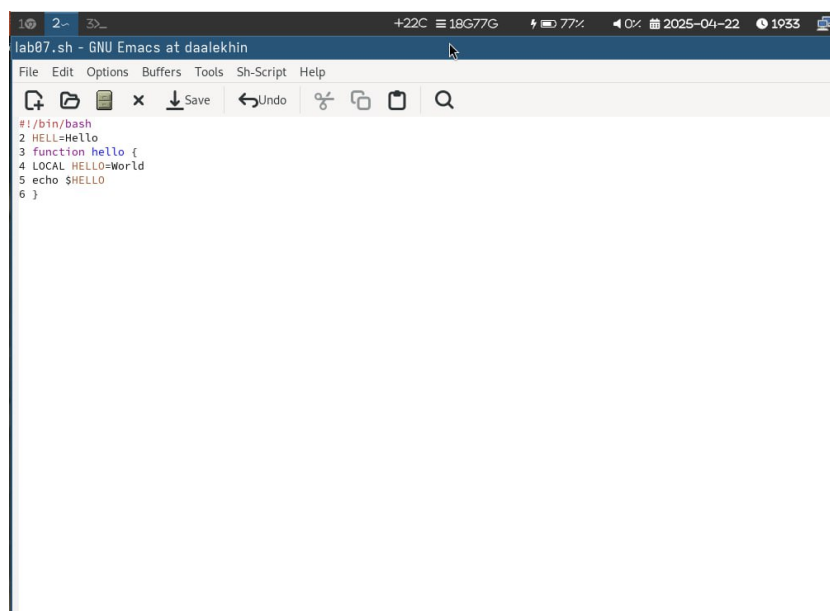 1 2 3>_ +22C 18G77G 77% 0% 2025-04-22 1933
lab07.sh - GNU Emacs at daalekhin
File Edit Options Buffers Tools Sh-Script Help
Save Undo
#!/bin/bash
2 HELL=Hello
3 function hello {
4 LOCAL HELLO=World
5 echo $HELLO
6 }